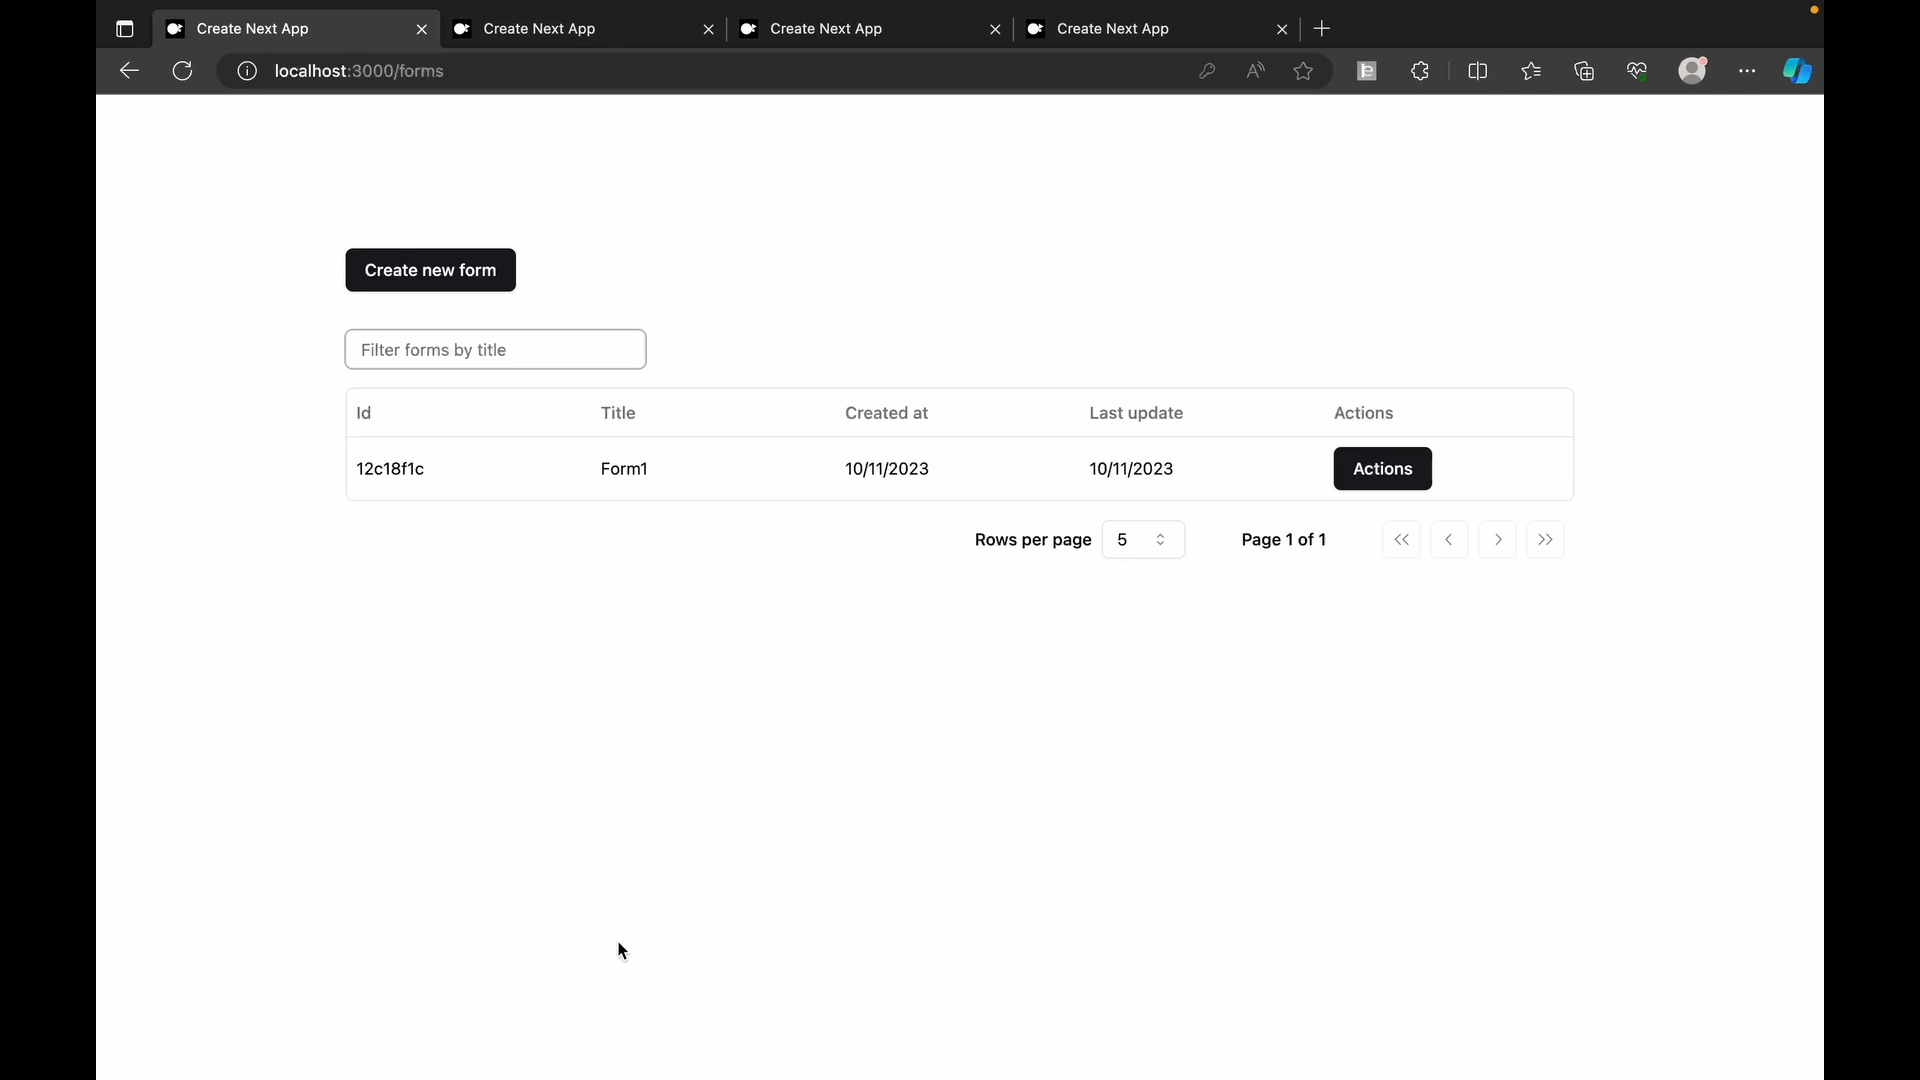 Create Next App Create Next App Create Next App Create Next App
localhost:3000/forms
Create new form
Filter forms by title
Id Title Created at Last update Actions
12c18f1c Form1 10/11/2023 10/11/2023 Actions
Rows per page 5 Page 1 of 1